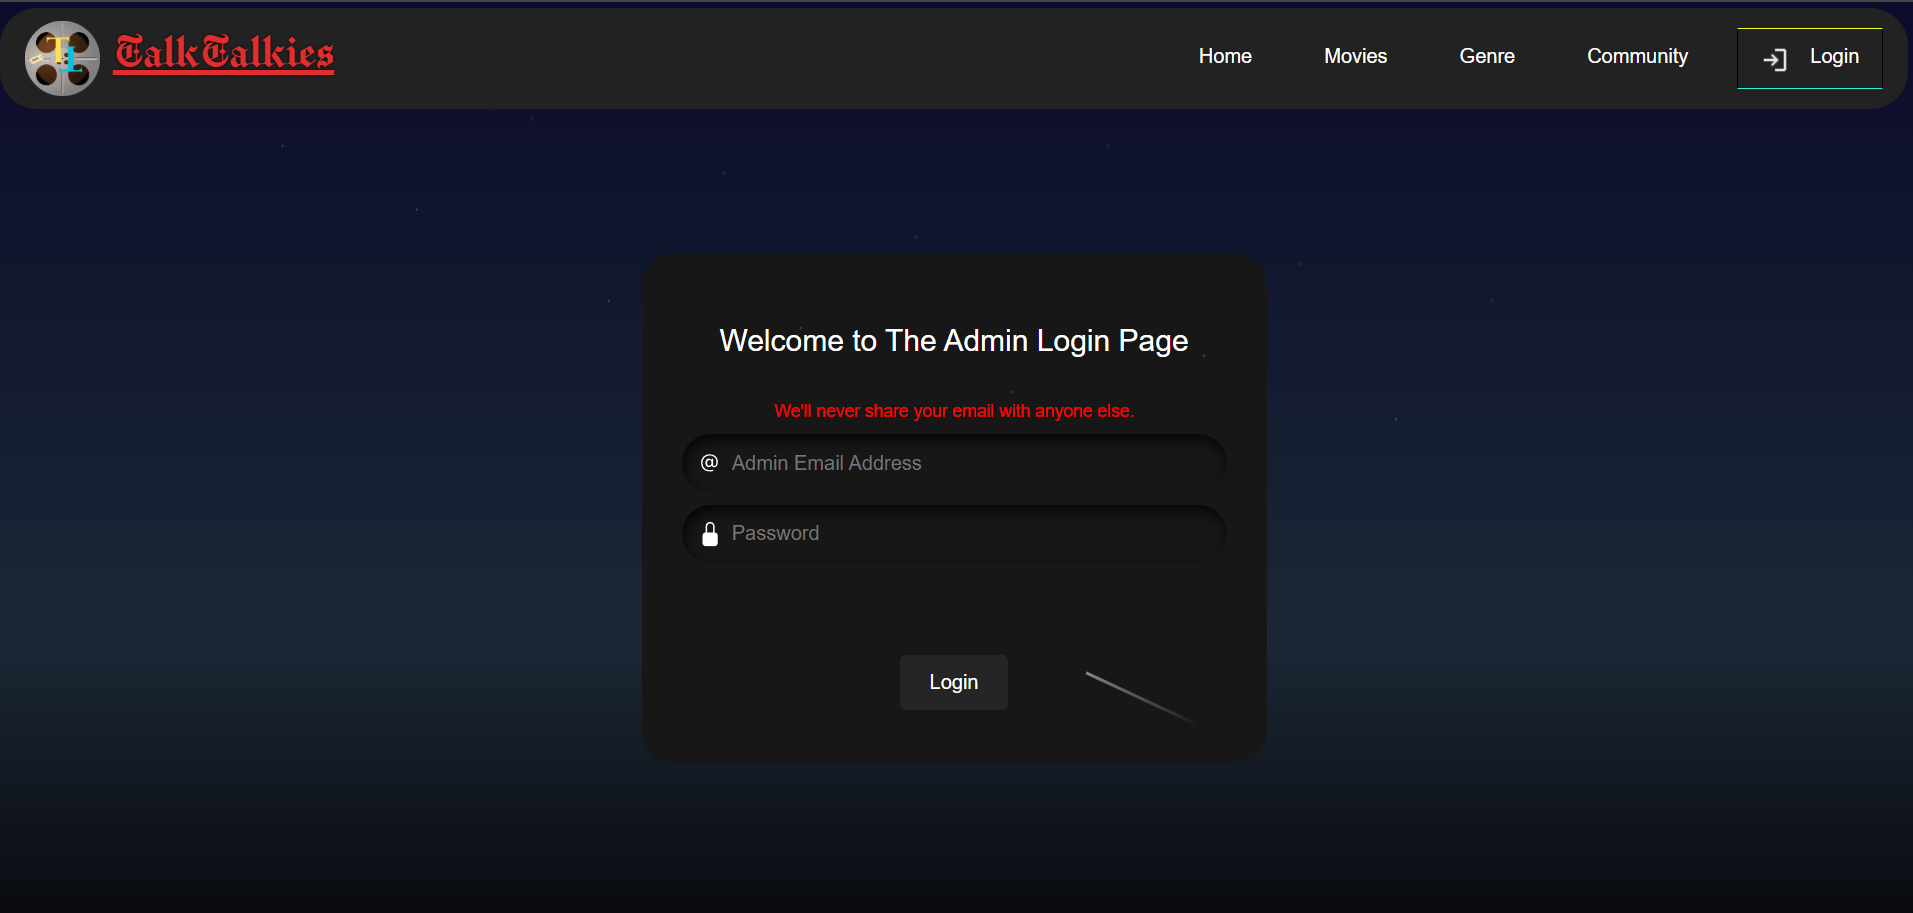 TL TalkTalkies Home Movies Genre Community Login
Welcome to The Admin Login Page
We'll never share your email with anyone else.
@ Admin Email Address
Password
Login